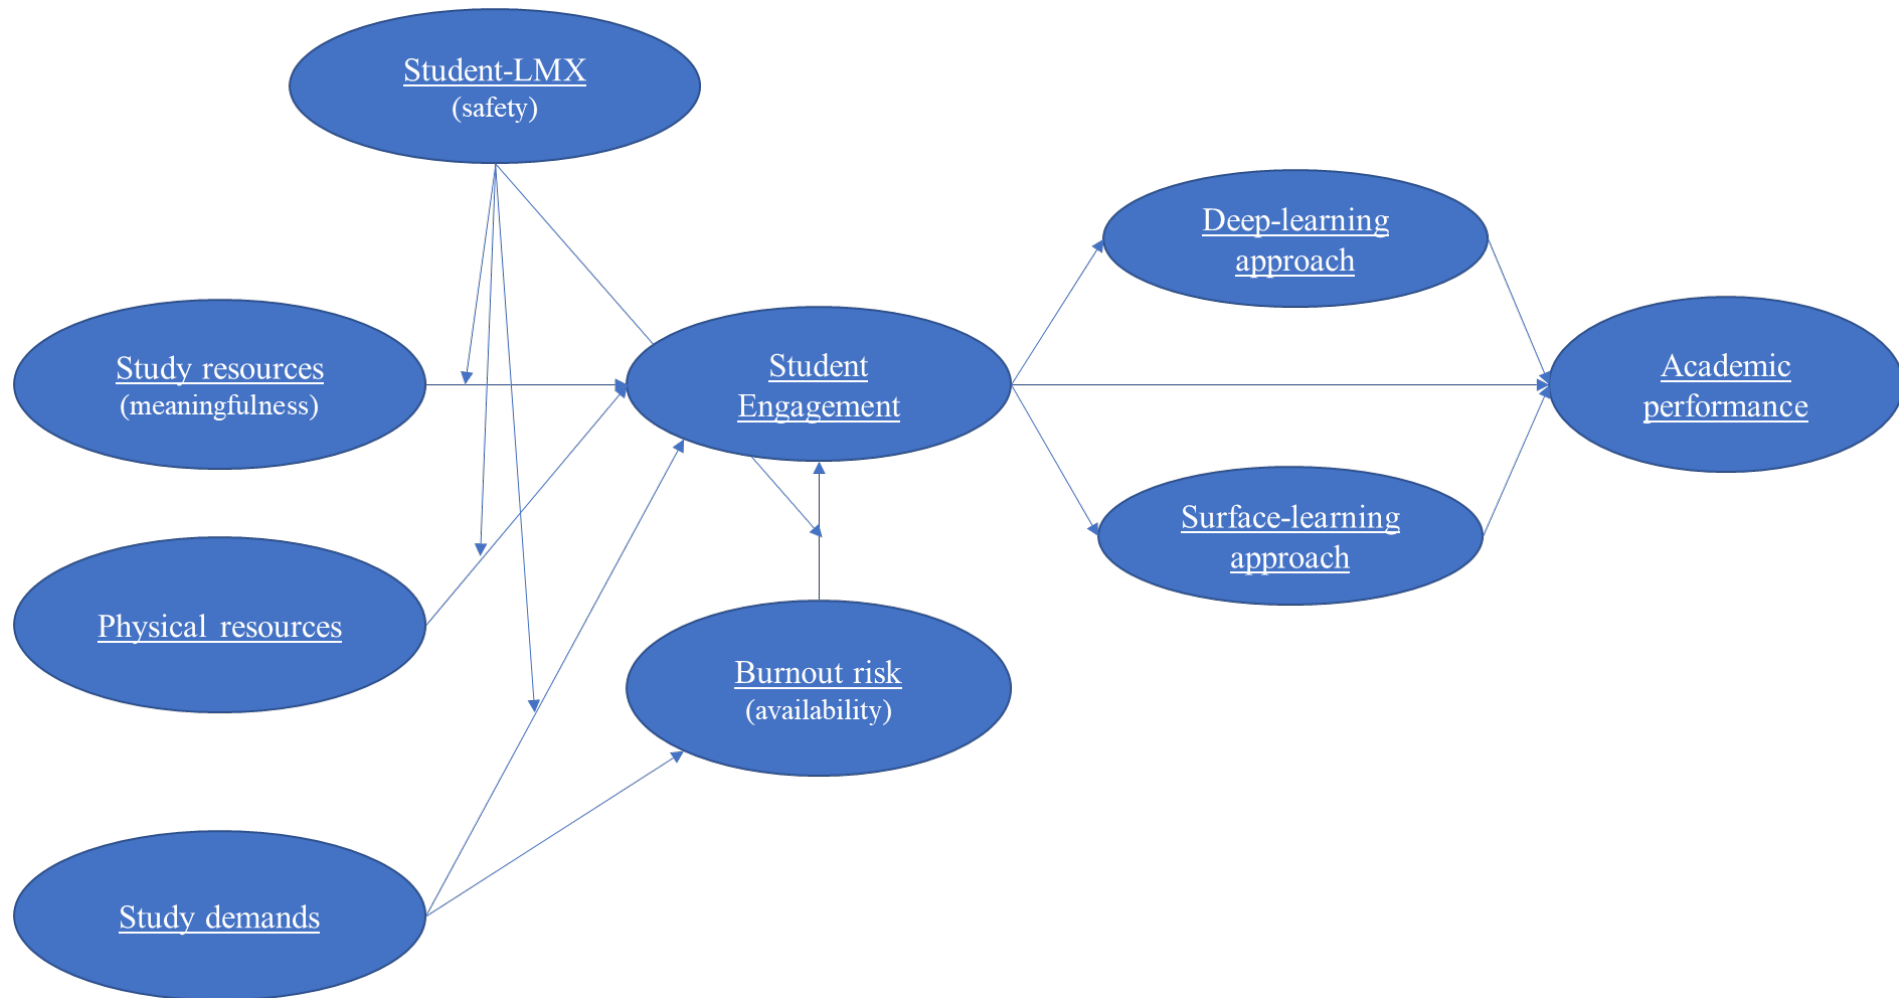 Student-LMX
(safety)
Deep-learning
approach
Study resources
(meaningfulness)
Student
Engagement
Academic
performance
Surface-learning
approach
Physical resources
Burnout risk
(availability)
Study demands